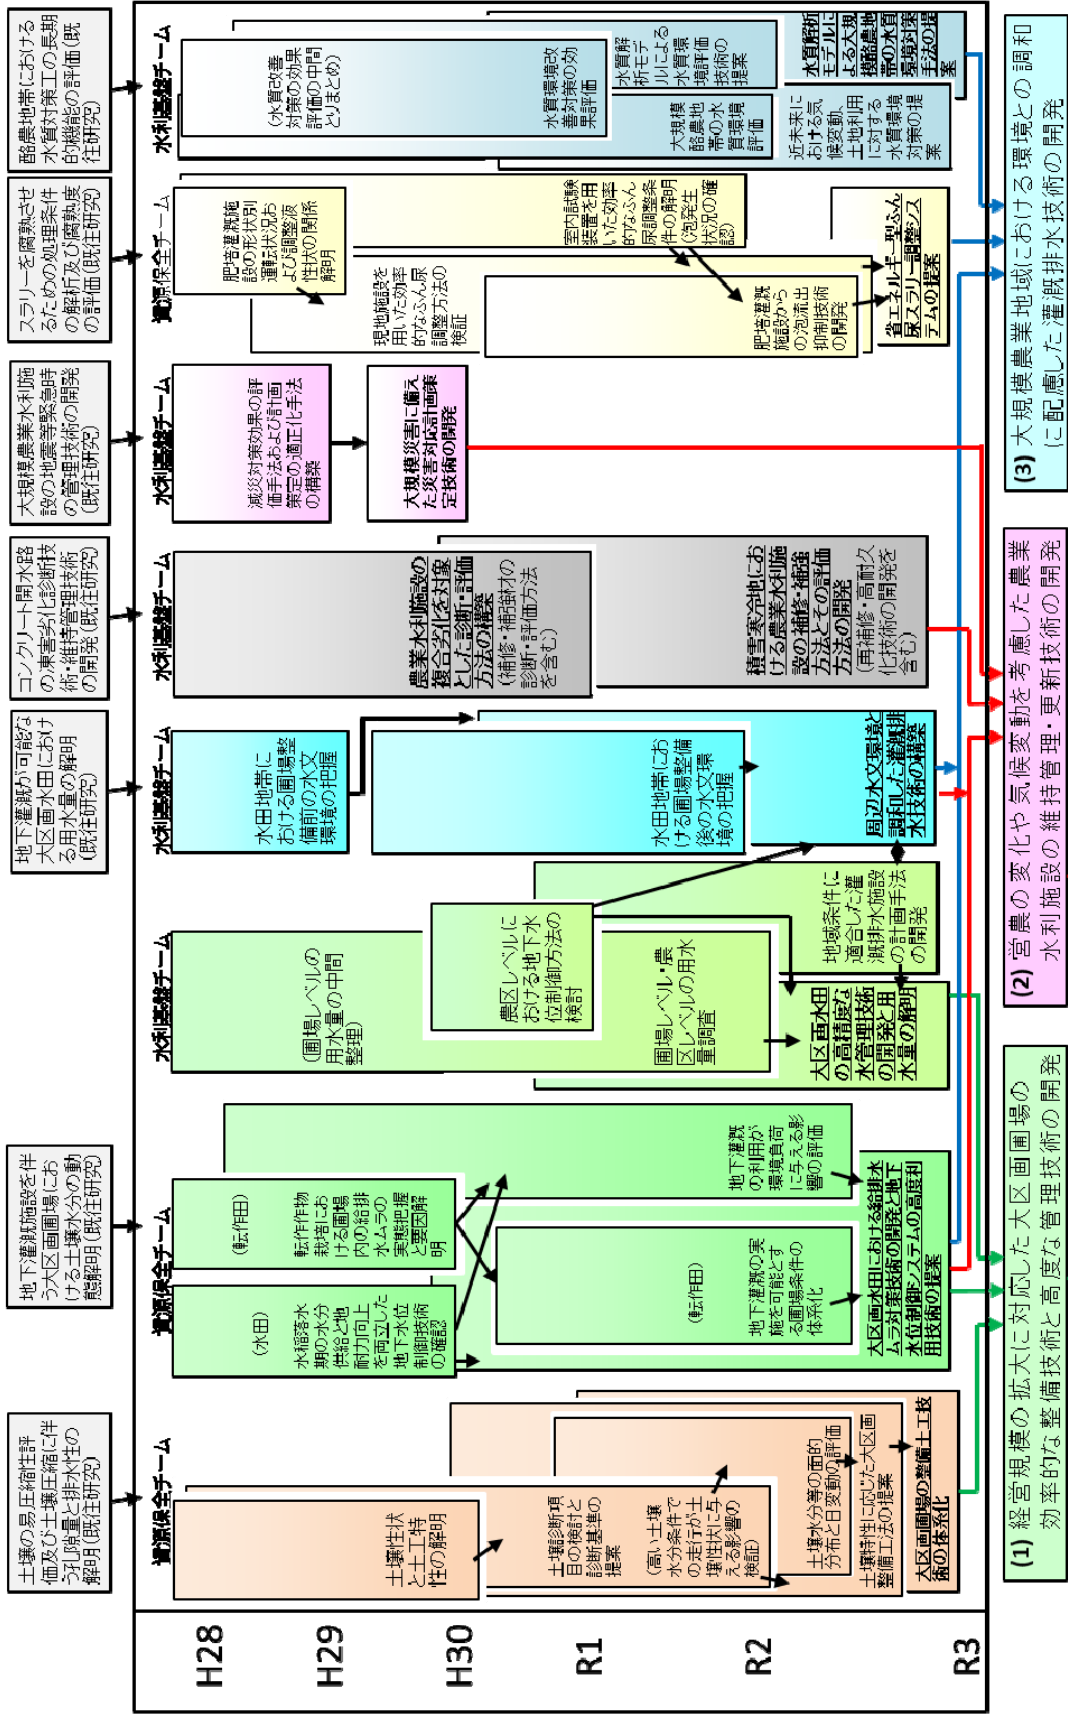 土壌の易圧縮性評
価及び土壌圧縮に伴
う孔隙量と排水性の
解明(既往研究)
地下灌漑施設を伴
う大区画圃場にお
ける土壌水分の動
態解明(既往研究)
地下灌漑が可能な
大区画水田におけ
る用水量の解明
(既往研究)
コンクリート開水路
の凍害劣化診断技
術・維持管理技術
の開発(既往研究)
大規模農業水利施
設の地震等緊急時
の管理技術の開発
(既往研究)
スラリーを腐熟させ
るための処理条件
の解析及び腐熟度
の評価(既往研究)
酪農地帯における
水質対策工の長期
的機能の評価(既
往研究)
H28
H29
H30
R1
R2
R3
資源保全チーム
土壌性状
と土工特
性の解明
土壌診断項
目の検討と
診断基準の
提案
(高い土壌
水分条件で
の走行が土
壌性状に与
える影響の
検証)
土壌水分等の面的
分布と日変動の評価
土壌特性に応じた大区画
整備工法の提案
大区画圃場の整備土工技
術の体系化
資源保全チーム
(水田)
水稲落水
期の水分
供給と地
耐力向上
を両立した
地下水位
制御技術
の確認
(転作田)
転作作物
栽培にお
ける圃場
内の給排
水ムラの
実態把握
と要因解
明
(転作田)
地下灌漑の実
施を可能とす
る圃場条件の
体系化
地下灌漑
の利用が
環境負荷
に与える影
響の評価
大区画水田における給排水
ムラ対策技術の開発と地下
水位制御システムの高度利
用技術の提案
水利基盤チーム
(圃場レベルの
用水量の中間
整理)
農区レベルに
おける地下水
位制御方法の
検討
圃場レベル・農
区レベルの用水
量調査
大区画水田
の高精度な
水管理技術
の開発と用
水量の解明
地域条件に
適合した灌
漑排水施設
の計画手法
の開発
水利基盤チーム
水田地帯に
おける圃場整
備前の水文
環境の把握
水田地帯にお
ける圃場整備
後の水文環
境の把握
周辺水文環境と
調和した灌漑排
水技術の構築
水利基盤チーム
農業水利施設の
複合劣化を対象
とした診断・評価
方法の構築
(補修・補強材の
診断・評価方法
を含む)
積雪寒冷地にお
ける農業水利施
設の補修・補強
方法とその評価
方法の開発
(再補修・高耐久
化技術の開発を
含む)
水利基盤チーム
減災対策効果の評
価手法および計画
策定の適正化手法
の構築
大規模災害に備え
た災害対応計画策
定技術の開発
資源保全チーム
肥培灌漑施
設の形状別
運転状況お
よび調整液
性状の関係
解明
現地施設を
用いた効率
的なふん尿
調整方法の
検証
室内試験
装置を用
いた効率
的なふん
尿調整条
件の解明
(泡発生
状況の確
認)
肥培灌漑
施設から
の泡流出
抑制技術
の開発
省エネルギー型ふん
尿スラリー調整シス
テムの提案
水利基盤チーム
(水質改善
対策の効果
評価の中間
とりまとめ)
水質環境改
善対策の効
果評価
大規模
酪農地
帯の水
質環境
評価
水質解
析モデ
ルによる
水質環
境評価
技術の
提案
近未来に
おける気
候変動、
土地利用
に対する
水質環境
対策の提
案
水質解析
モデルに
よる大規
模酪農地
帯の水質
環境対策
手法の提
案
(1) 経営規模の拡大に対応した大区画圃場の
効率的な整備技術と高度な管理技術の開発
(2) 営農の変化や気候変動を考慮した農業
水利施設の維持管理・更新技術の開発
(3) 大規模農業地域における環境との調和
に配慮した灌漑排水技術の開発